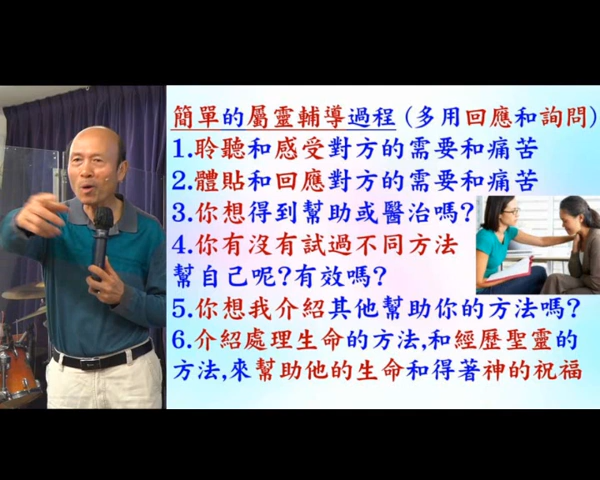 簡單的屬靈輔導過程 (多用回應和詢問)
1.聆聽和感受對方的需要和痛苦
2.體貼和回應對方的需要和痛苦
3.你想得到幫助或醫治嗎?
4.你有沒有試過不同方法
幫自己呢?有效嗎?
5.你想我介紹其他幫助你的方法嗎?
6.介紹處理生命的方法,和經歷聖靈的
方法,來幫助他的生命和得著神的祝福